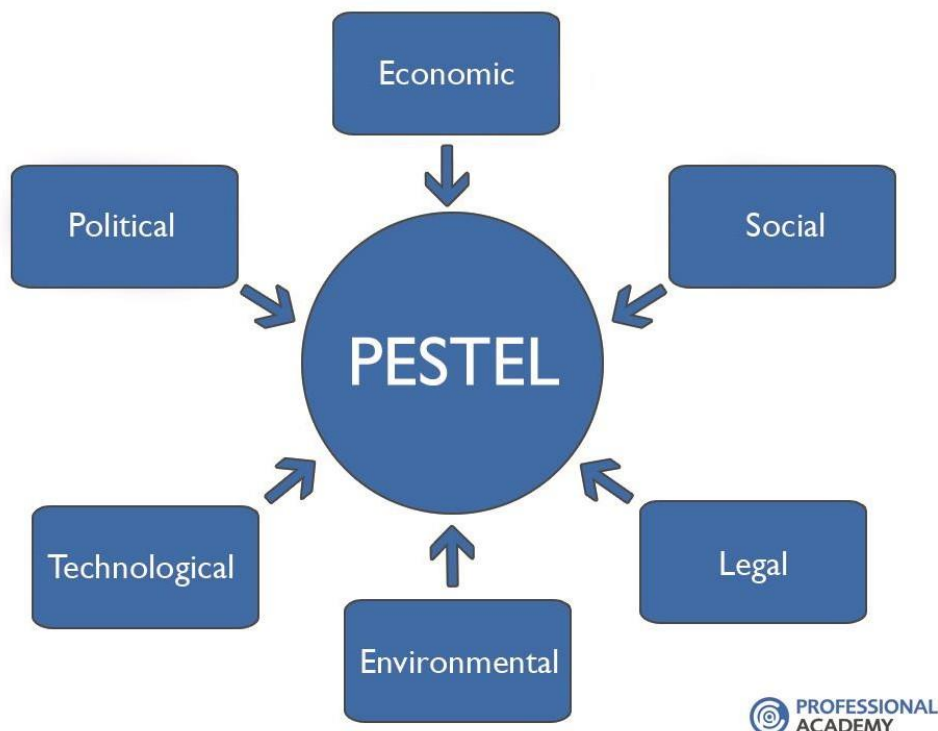 Economic
Political
Social
PESTEL
Technological
Legal
Environmental
PROFESSIONAL
ACADEMY